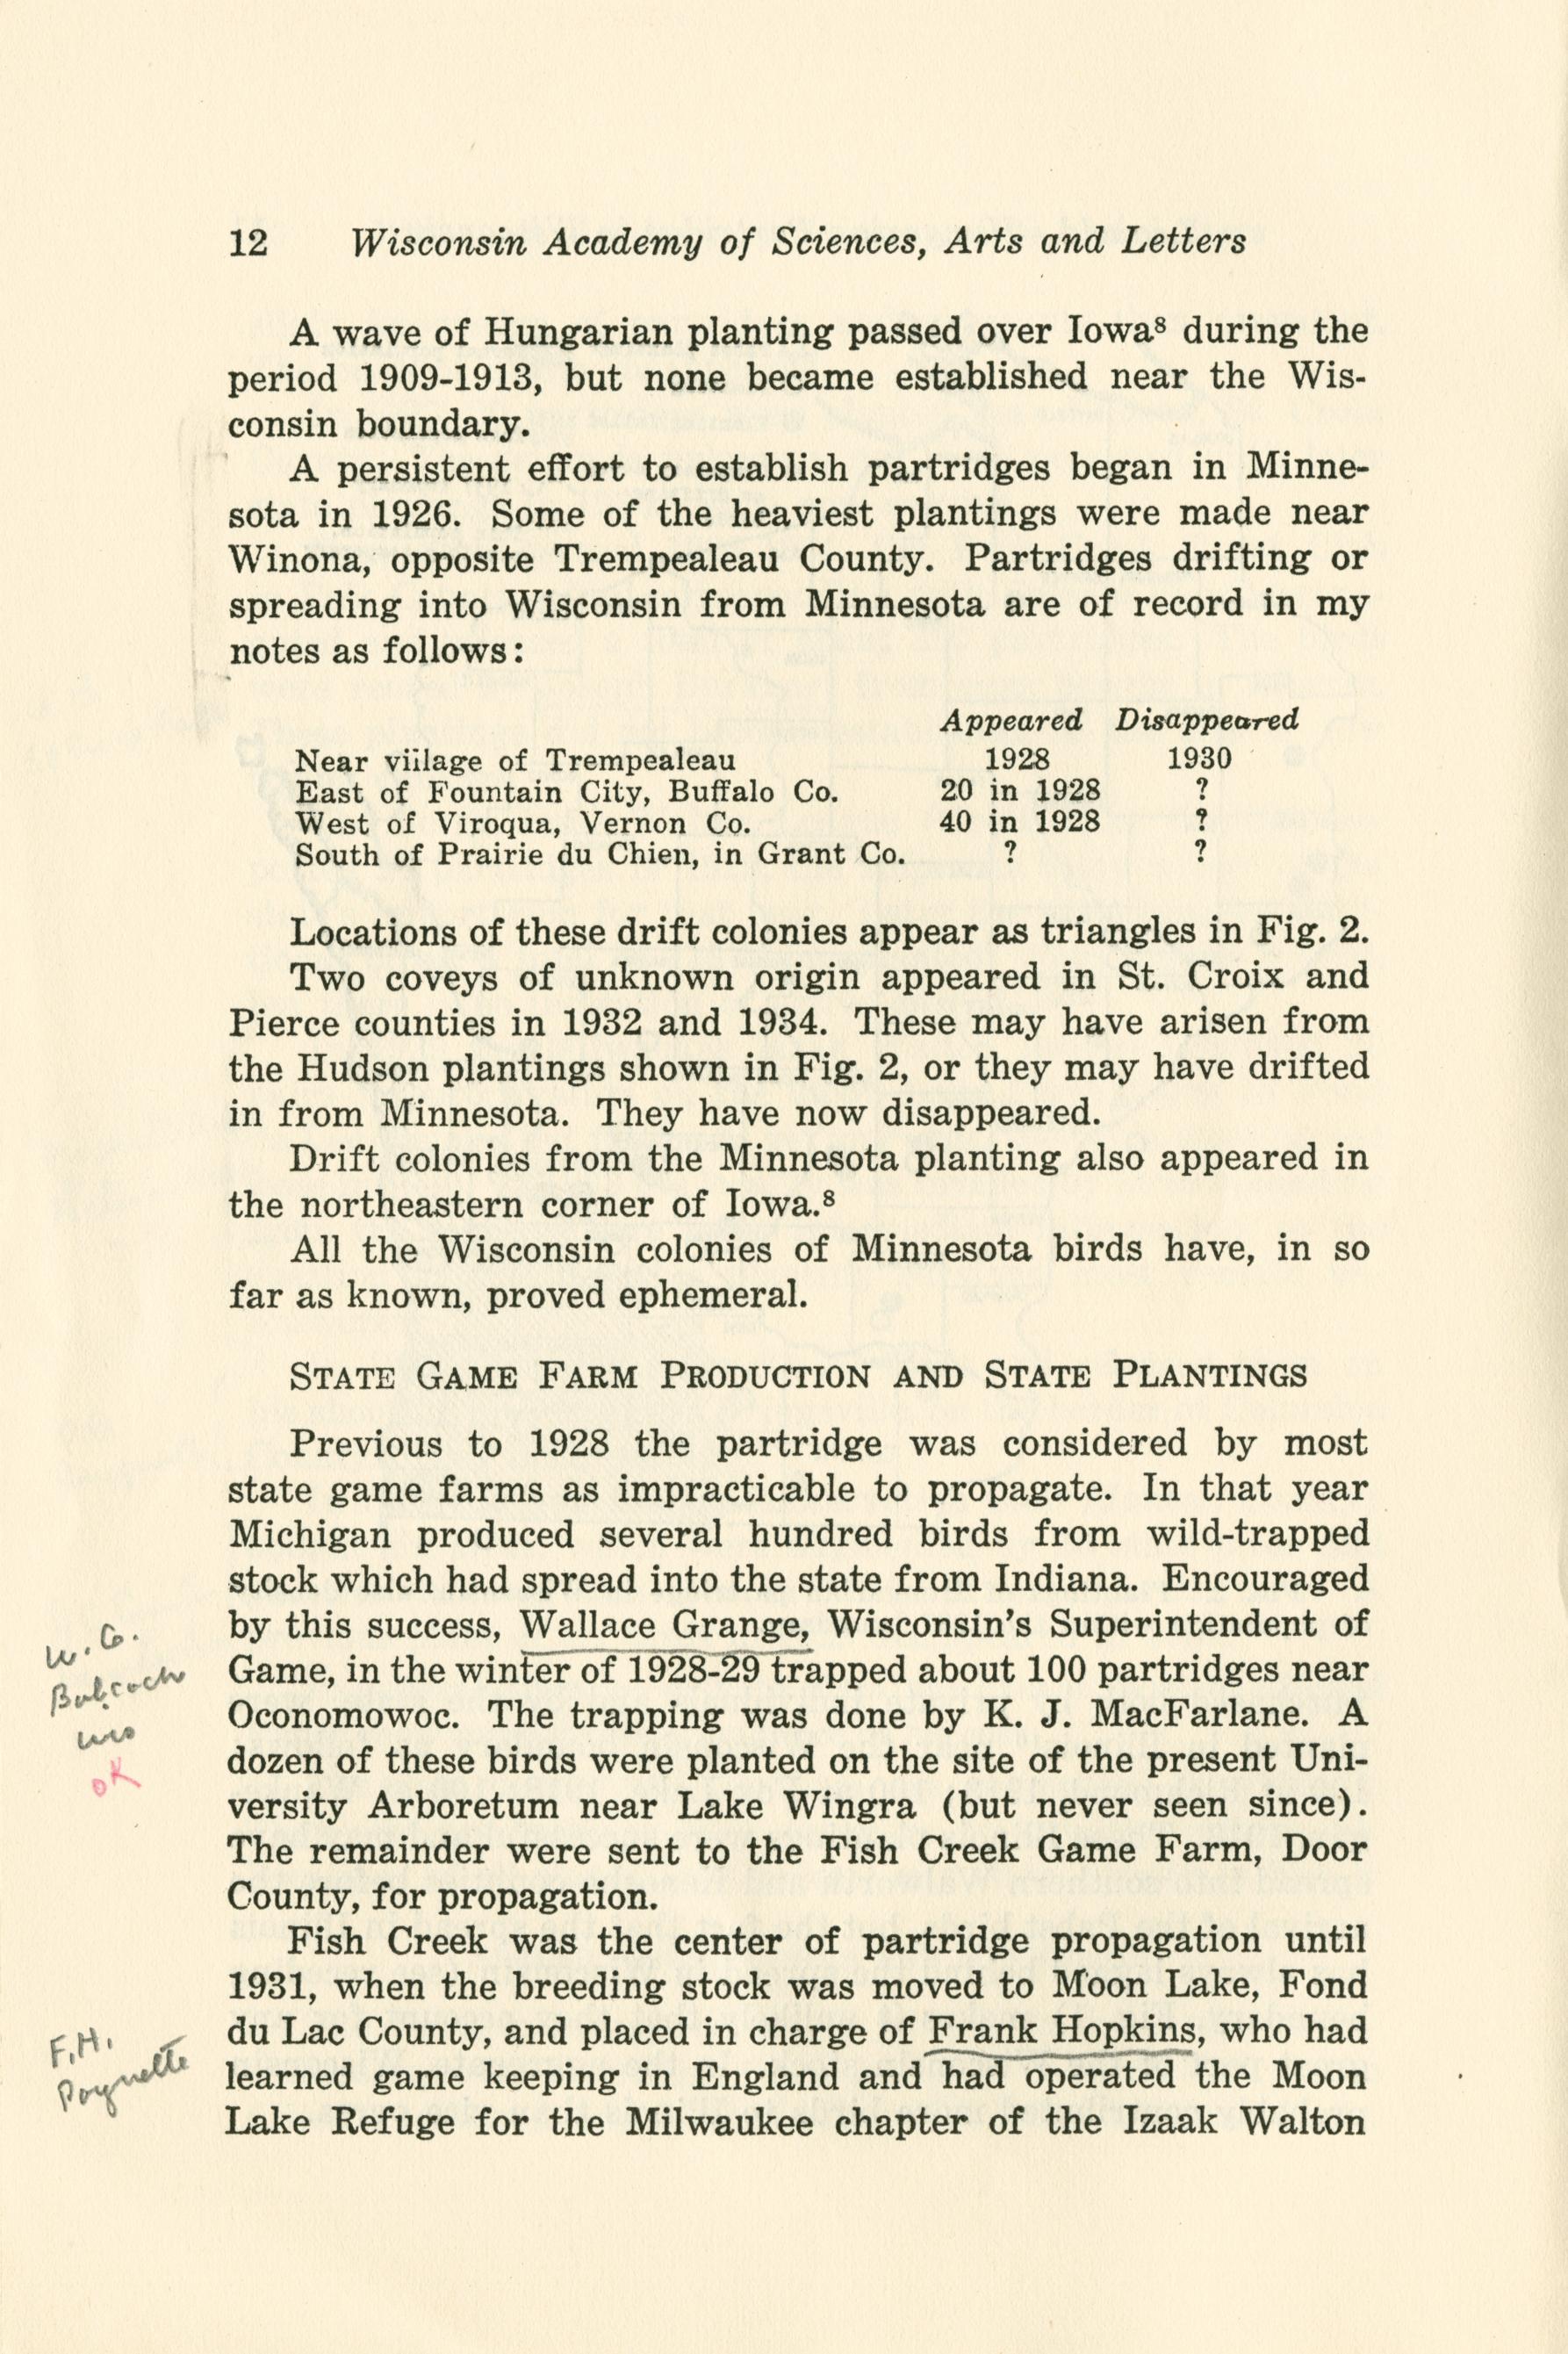 12 Wisconsin Academy of Sciences, Arts and Letters
A wave of Hungarian planting passed over Iowa⁸ during the
period 1909-1913, but none became established near the Wis-
consin boundary.
A persistent effort to establish partridges began in Minne-
sota in 1926. Some of the heaviest plantings were made near
Winona, opposite Trempealeau County. Partridges drifting or
spreading into Wisconsin from Minnesota are of record in my
notes as follows:
Appeared Disappeared
Near village of Trempealeau 1928 1930
East of Fountain City, Buffalo Co. 20 in 1928 ?
West of Viroqua, Vernon Co. 40 in 1928 ?
South of Prairie du Chien, in Grant Co. ? ?
Locations of these drift colonies appear as triangles in Fig. 2.
Two coveys of unknown origin appeared in St. Croix and
Pierce counties in 1932 and 1934. These may have arisen from
the Hudson plantings shown in Fig. 2, or they may have drifted
in from Minnesota. They have now disappeared.
Drift colonies from the Minnesota planting also appeared in
the northeastern corner of Iowa.⁸
All the Wisconsin colonies of Minnesota birds have, in so
far as known, proved ephemeral.
STATE GAME FARM PRODUCTION AND STATE PLANTINGS
Previous to 1928 the partridge was considered by most
state game farms as impracticable to propagate. In that year
Michigan produced several hundred birds from wild-trapped
stock which had spread into the state from Indiana. Encouraged
by this success, Wallace Grange, Wisconsin's Superintendent of
Game, in the winter of 1928-29 trapped about 100 partridges near
Oconomowoc. The trapping was done by K. J. MacFarlane. A
dozen of these birds were planted on the site of the present Uni-
versity Arboretum near Lake Wingra (but never seen since).
The remainder were sent to the Fish Creek Game Farm, Door
County, for propagation.
Fish Creek was the center of partridge propagation until
1931, when the breeding stock was moved to Moon Lake, Fond
du Lac County, and placed in charge of Frank Hopkins, who had
learned game keeping in England and had operated the Moon
Lake Refuge for the Milwaukee chapter of the Izaak Walton
W. G.
Babcock
Wis
OK
F.H.
Poynette